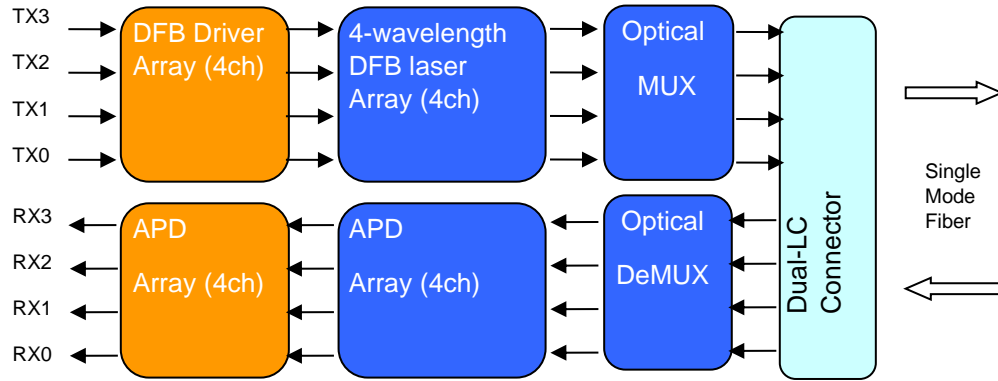 TX3
TX2
TX1
TX0
DFB Driver
Array (4ch)
4-wavelength
DFB laser
Array (4ch)
Optical
MUX
RX3
RX2
RX1
RX0
APD
Array (4ch)
APD
Array (4ch)
Optical
DeMUX
Dual-LC
Connector
Single
Mode
Fiber